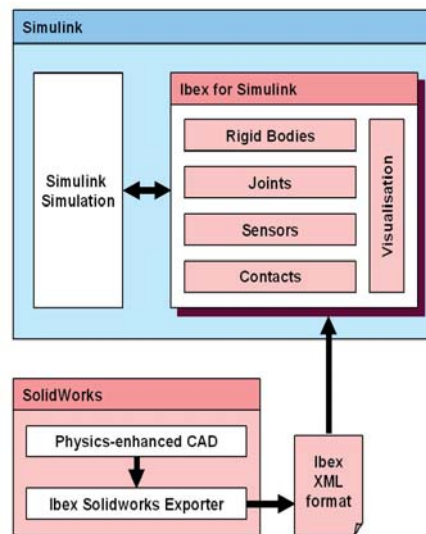 Simulink
Simulink
Simulation
Ibex for Simulink
Rigid Bodies
Joints
Sensors
Contacts
Visualisation
SolidWorks
Physics-enhanced CAD
Ibex Solidworks Exporter
Ibex
XML
format